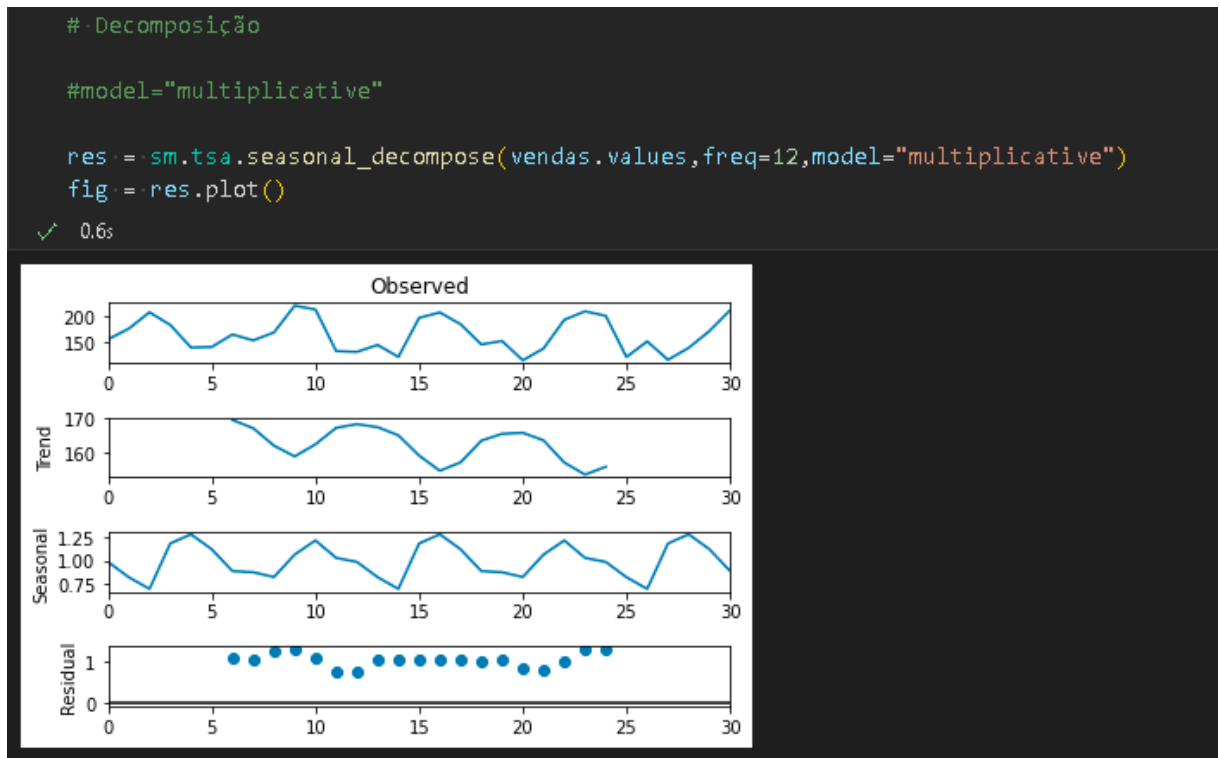 # Decomposição
#model="multiplicative"
res = sm.tsa.seasonal_decompose(vendas.values,freq=12,model="multiplicative")
fig = res.plot()
✓ 0.6s
Observed
200
150
0 5 10 15 20 25 30
Trend
170
160
0 5 10 15 20 25 30
Seasonal
1.25
1.00
0.75
0 5 10 15 20 25 30
Residual
1
0
0 5 10 15 20 25 30